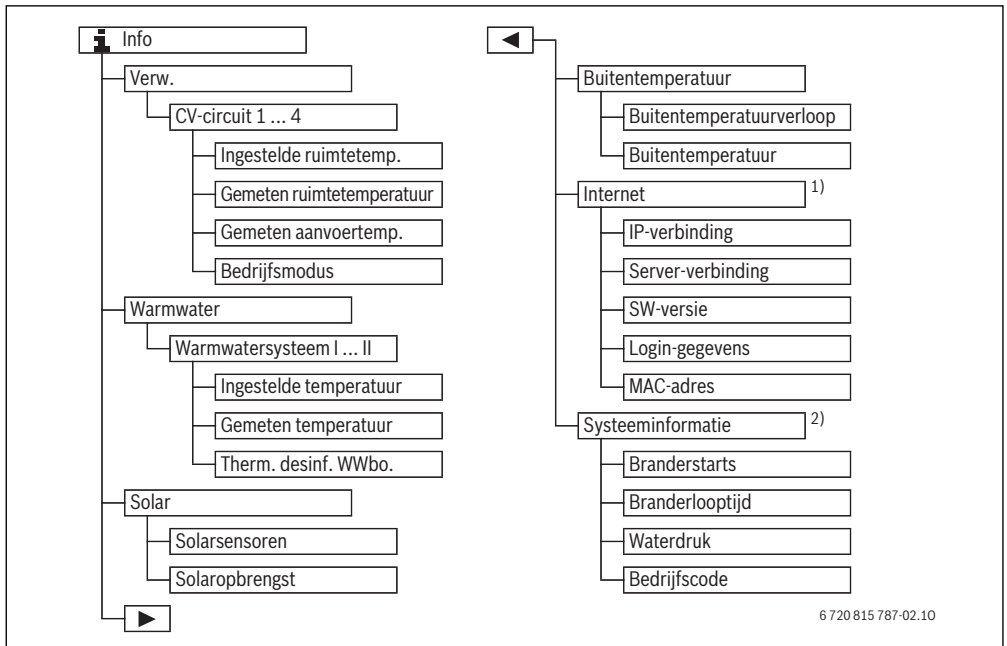 Info
Verw.
CV-circuit 1 ... 4
Ingestelde ruimtetemp.
Gemeten ruimtetemperatuur
Gemeten aanvoertemp.
Bedrijfsmodus
Warmwater
Warmwatersysteem I ... II
Ingestelde temperatuur
Gemeten temperatuur
Therm. desinf. WWbo.
Solar
Solarsensoren
Solaropbrengst
Buitentemperatuur
Buitentemperatuurverloop
Buitentemperatuur
Internet 1)
IP-verbinding
Server-verbinding
SW-versie
Login-gegevens
MAC-adres
Systeeminformatie 2)
Branderstarts
Branderlooptijd
Waterdruk
Bedrijfscode
6 720 815 787-02.1O